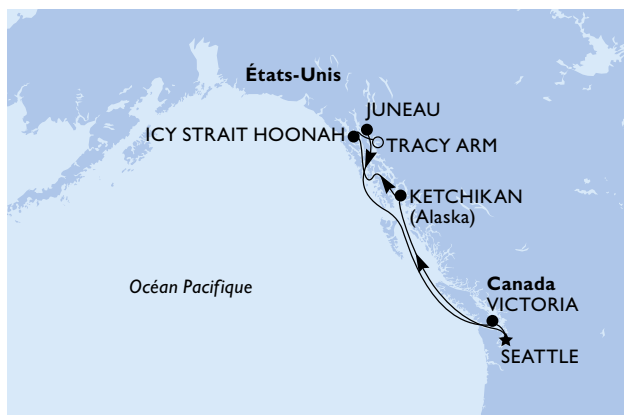 États-Unis
JUNEAU
ICY STRAIT HOONAH
TRACY ARM
KETCHIKAN
(Alaska)
Océan Pacifique
Canada
VICTORIA
SEATTLE